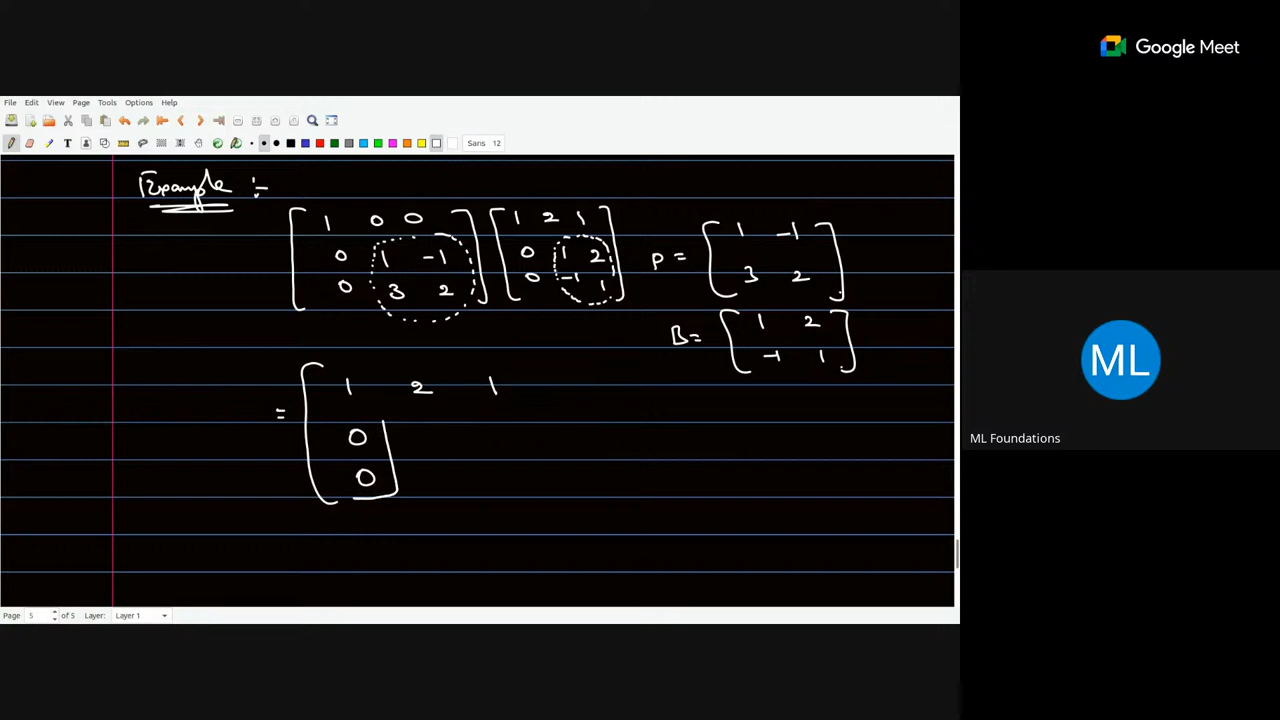 Google Meet
File Edit View Page Tools Options Help
Sans 12
Example :-
1 0 0 1 2 1
0 1 -1 0 1 2
0 3 2 0 -1 1
P = 1 -1
3 2
B = 1 2
-1 1
= 1 2 1
0
0
ML
ML Foundations
Page 5 of 5 Layer: Layer 1